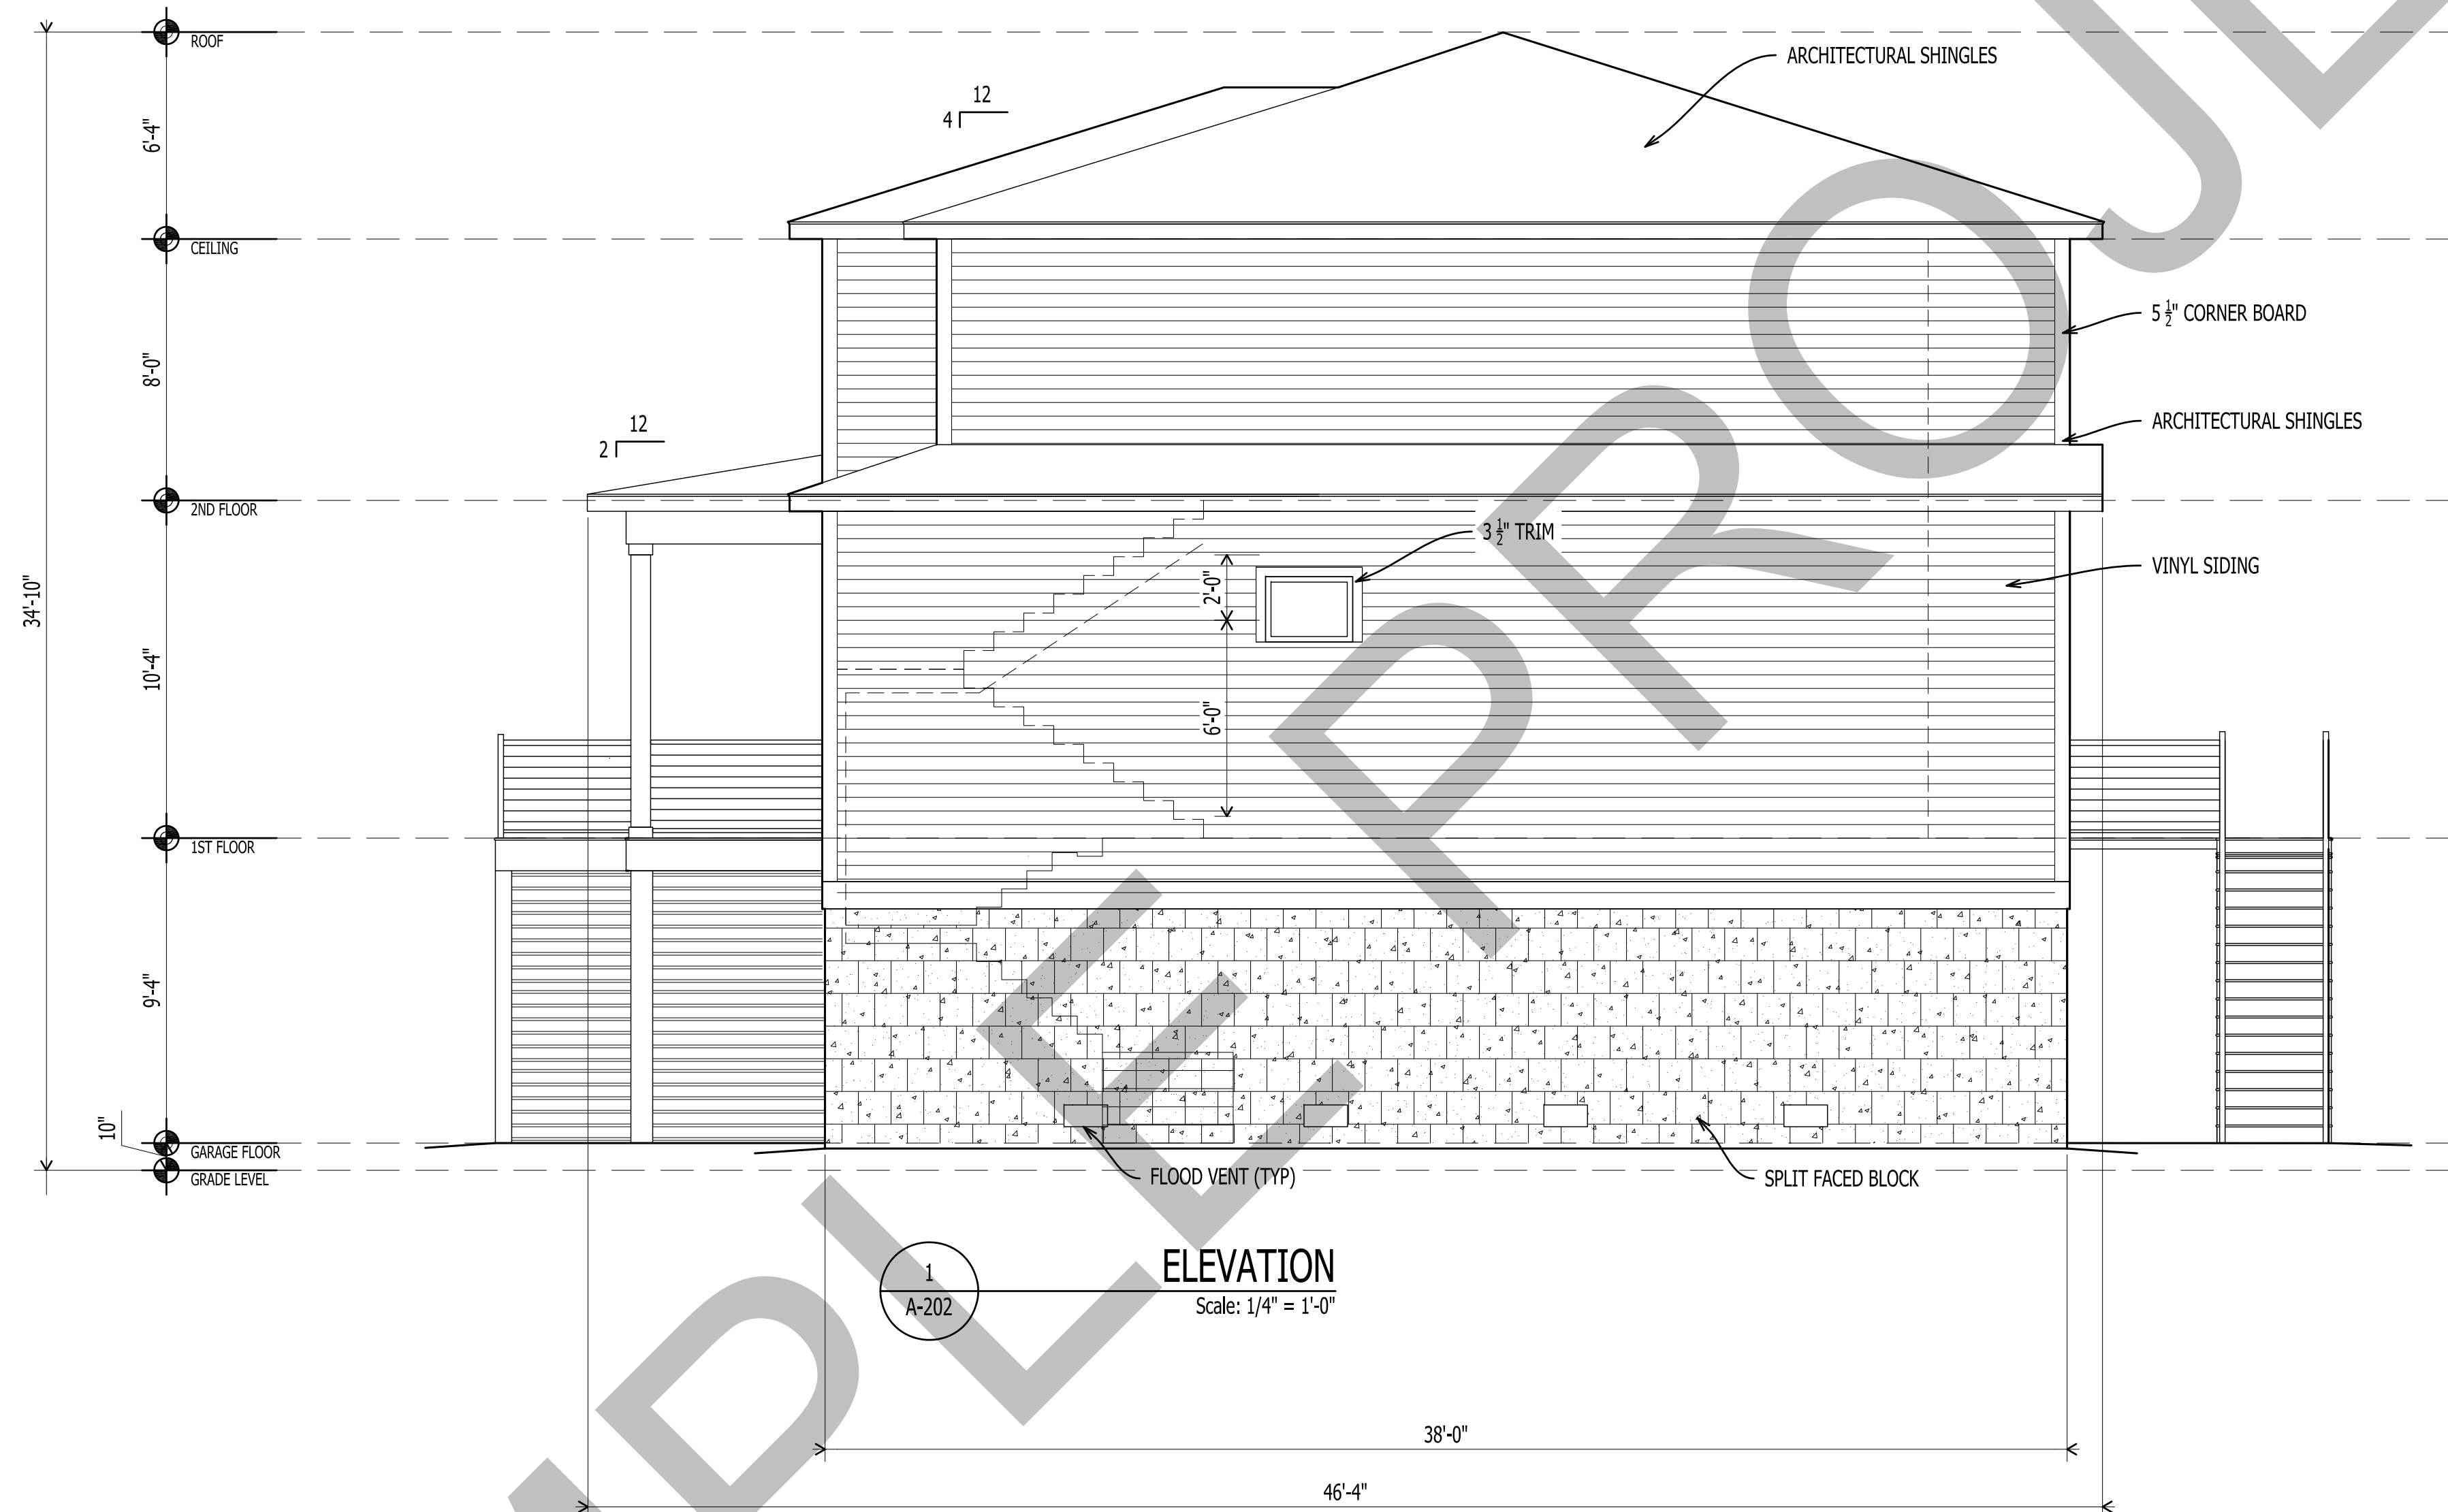 ROOF
ARCHITECTURAL SHINGLES
12
4
6'-4"
CEILING
5 1/2" CORNER BOARD
8'-0"
12
2
ARCHITECTURAL SHINGLES
2ND FLOOR
3 1/2" TRIM
VINYL SIDING
2'-0"
34'-10"
10'-4"
6'-0"
1ST FLOOR
9'-4"
10"
GARAGE FLOOR
GRADE LEVEL
FLOOD VENT (TYP)
SPLIT FACED BLOCK
1
A-202
ELEVATION
Scale: 1/4" = 1'-0"
38'-0"
46'-4"
MPLE PROJE